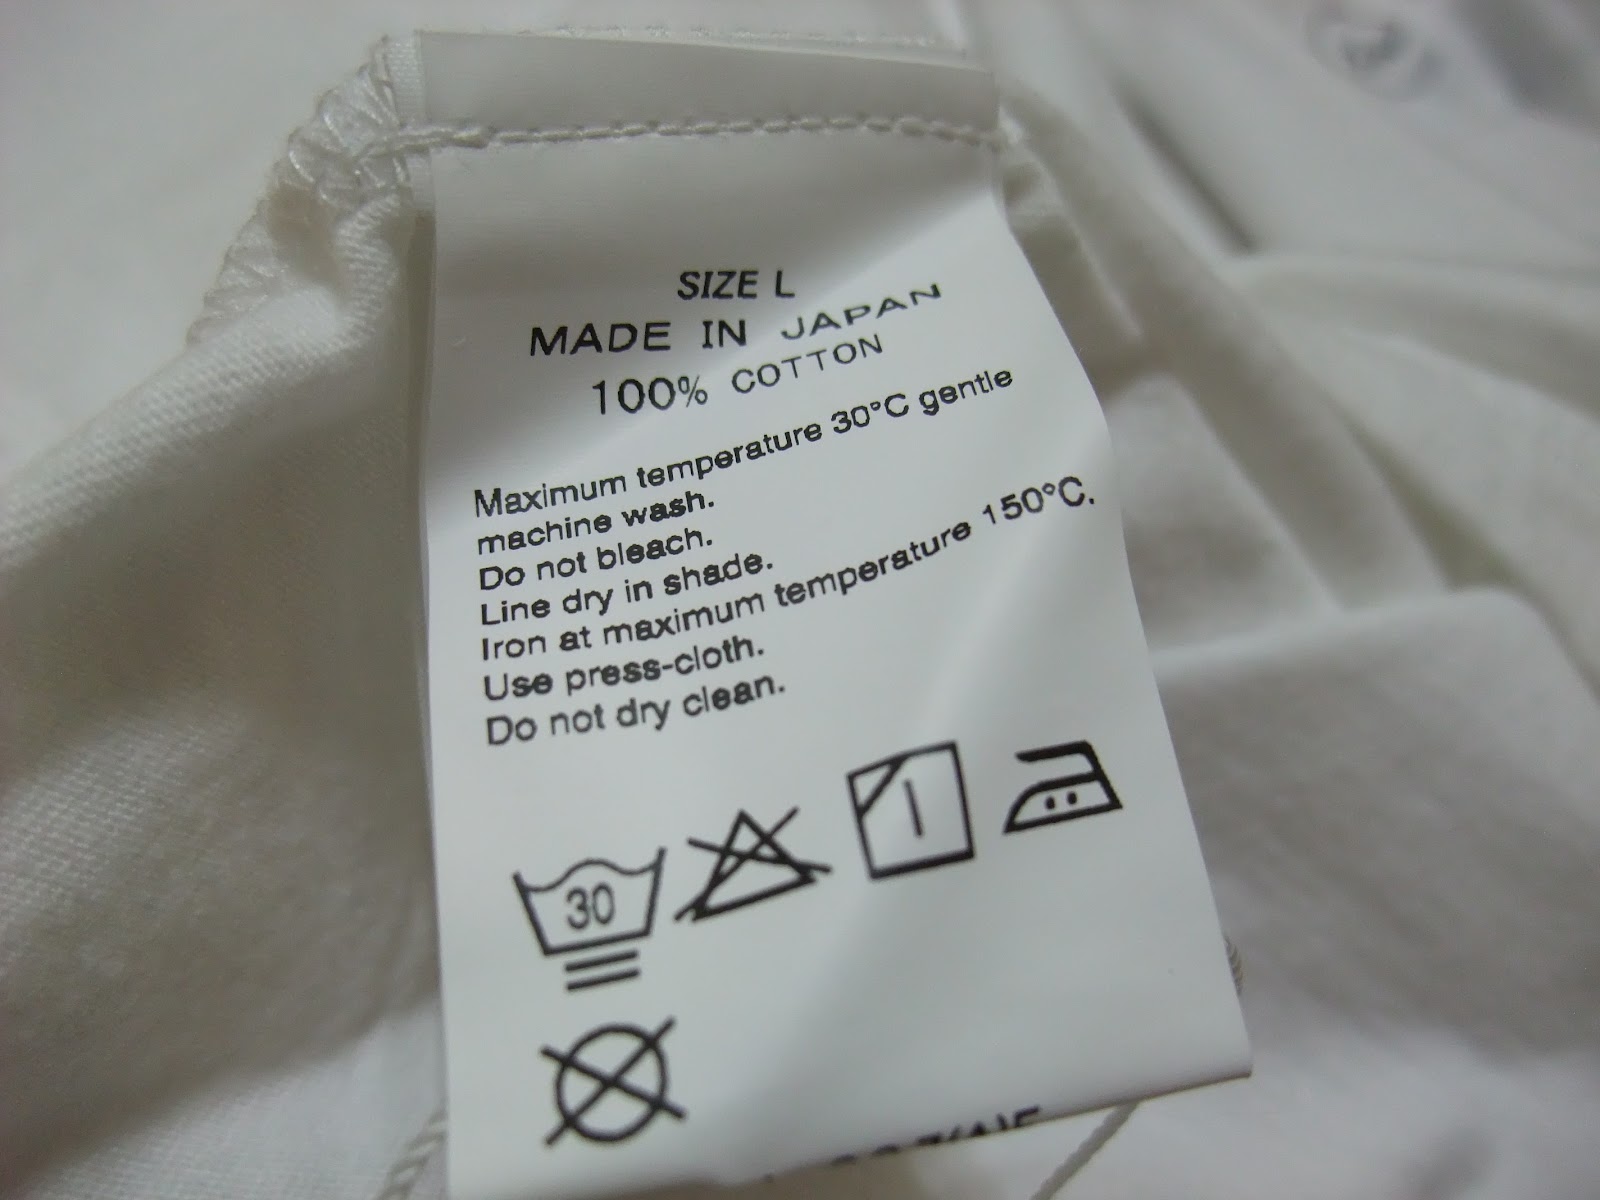 SIZE L
MADE IN JAPAN
100% COTTON
Maximum temperature 30°C gentle
machine wash.
Do not bleach.
Line dry in shade.
Iron at maximum temperature 150°C.
Use press-cloth.
Do not dry clean.
30